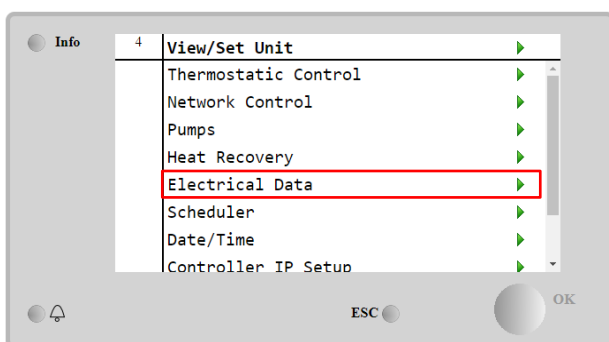 Info
4 View/Set Unit
Thermostatic Control
Network Control
Pumps
Heat Recovery
Electrical Data
Scheduler
Date/Time
Controller IP Setup
ESC
OK